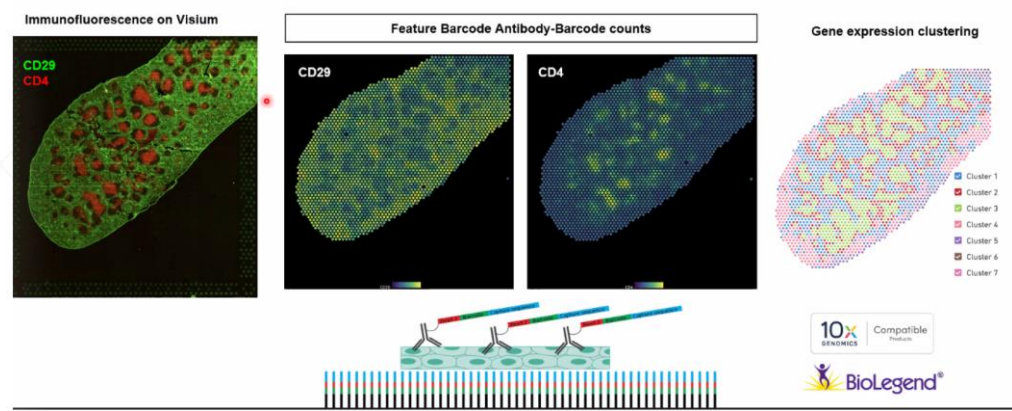 Immunofluorescence on Visium
CD29
CD4
Feature Barcode Antibody-Barcode counts
CD29
CD4
Gene expression clustering
Cluster 1
Cluster 2
Cluster 3
Cluster 4
Cluster 5
Cluster 6
Cluster 7
10x
GENOMICS
Compatible
Products
BioLegend®